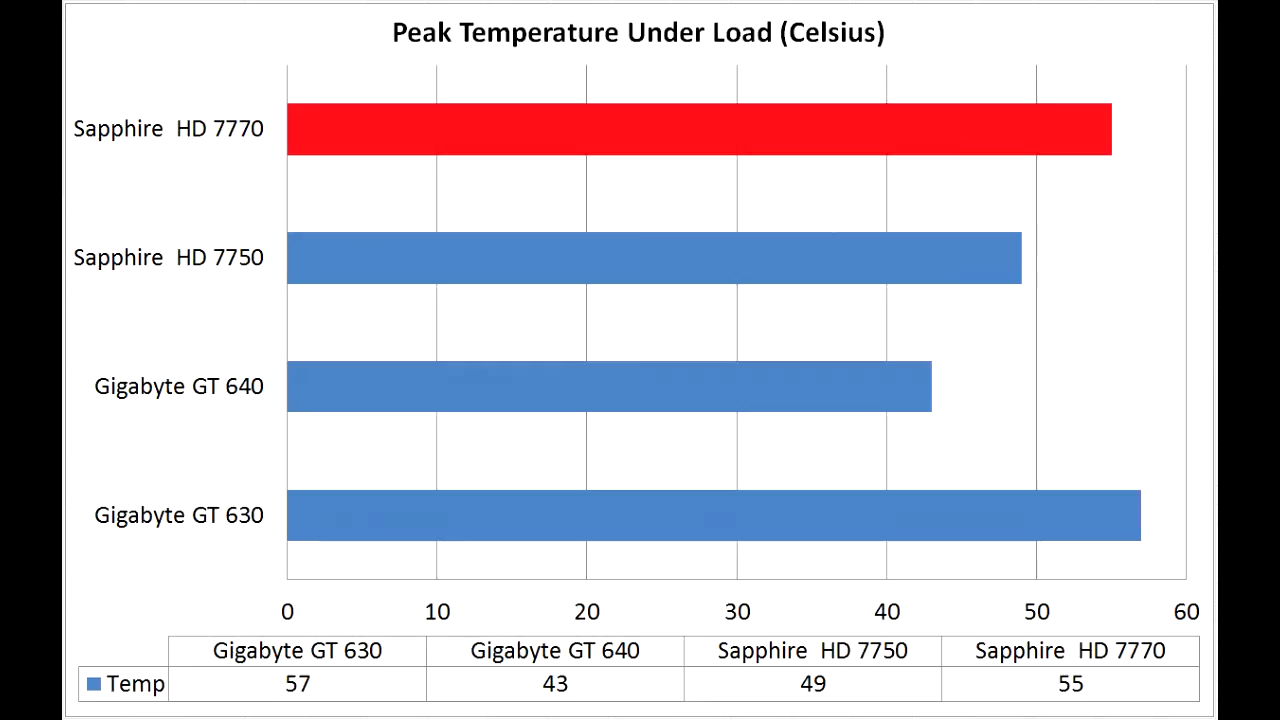 Peak Temperature Under Load (Celsius)
Sapphire HD 7770
Sapphire HD 7750
Gigabyte GT 640
Gigabyte GT 630
0 10 20 30 40 50 60
Gigabyte GT 630 Gigabyte GT 640 Sapphire HD 7750 Sapphire HD 7770
Temp 57 43 49 55